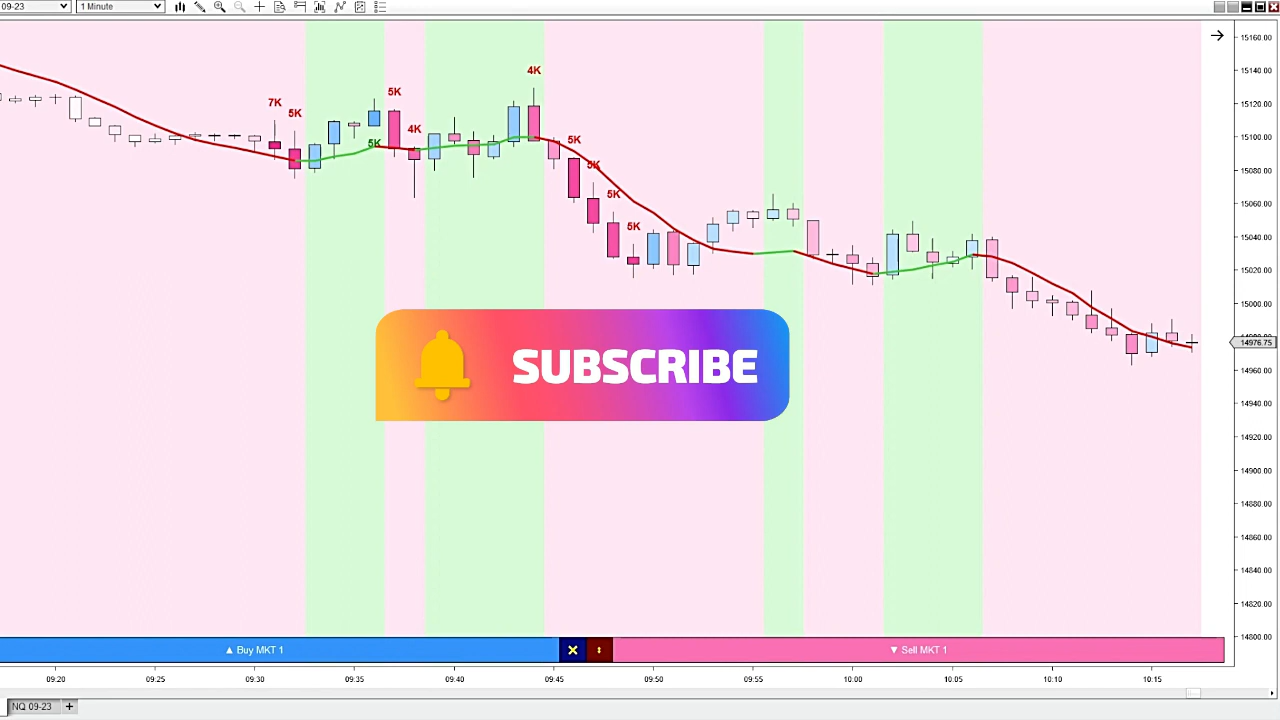 09-23 1 Minute
15160.00
15140.00
15120.00
15100.00
15080.00
15060.00
15040.00
15020.00
15000.00
14976.75
14960.00
14940.00
14920.00
14900.00
14880.00
14860.00
14840.00
14820.00
14800.00
4K
5K
7K
5K
4K
5K
5K
5K
5K
5K
SUBSCRIBE
▲ Buy MKT 1
▼ Sell MKT 1
09:20 09:25 09:30 09:35 09:40 09:45 09:50 09:55 10:00 10:05 10:10 10:15
NQ 09-23 +